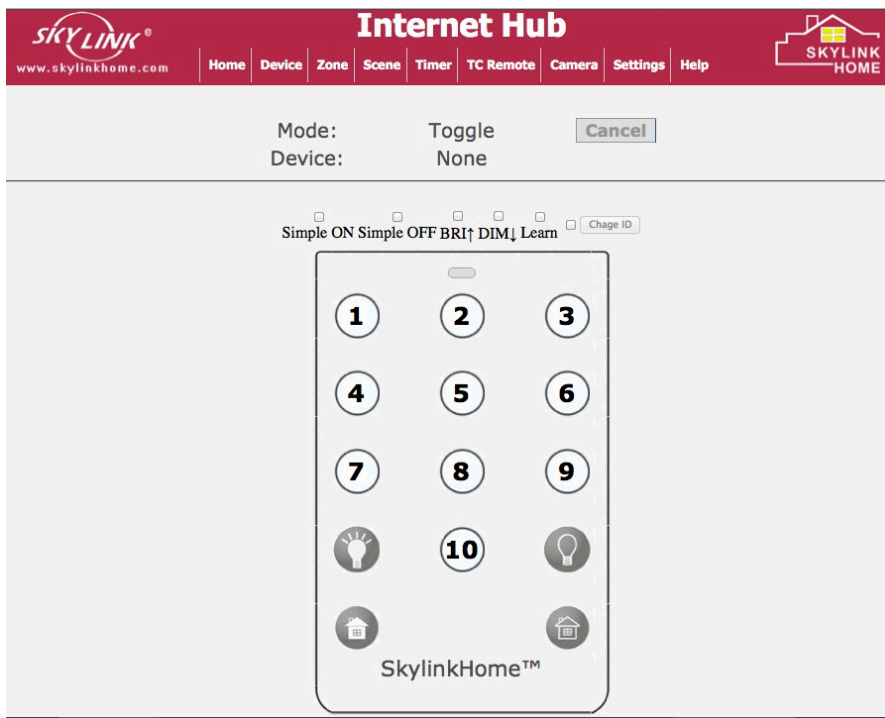 SKYLINK®
www.skylinkhome.com
Internet Hub
Home Device Zone Scene Timer TC Remote Camera Settings Help
SKYLINK
HOME
Mode: Toggle Cancel
Device: None
Simple ON Simple OFF BRI↑ DIM↓ Learn Chage ID
1 2 3
4 5 6
7 8 9
10
SkylinkHome™